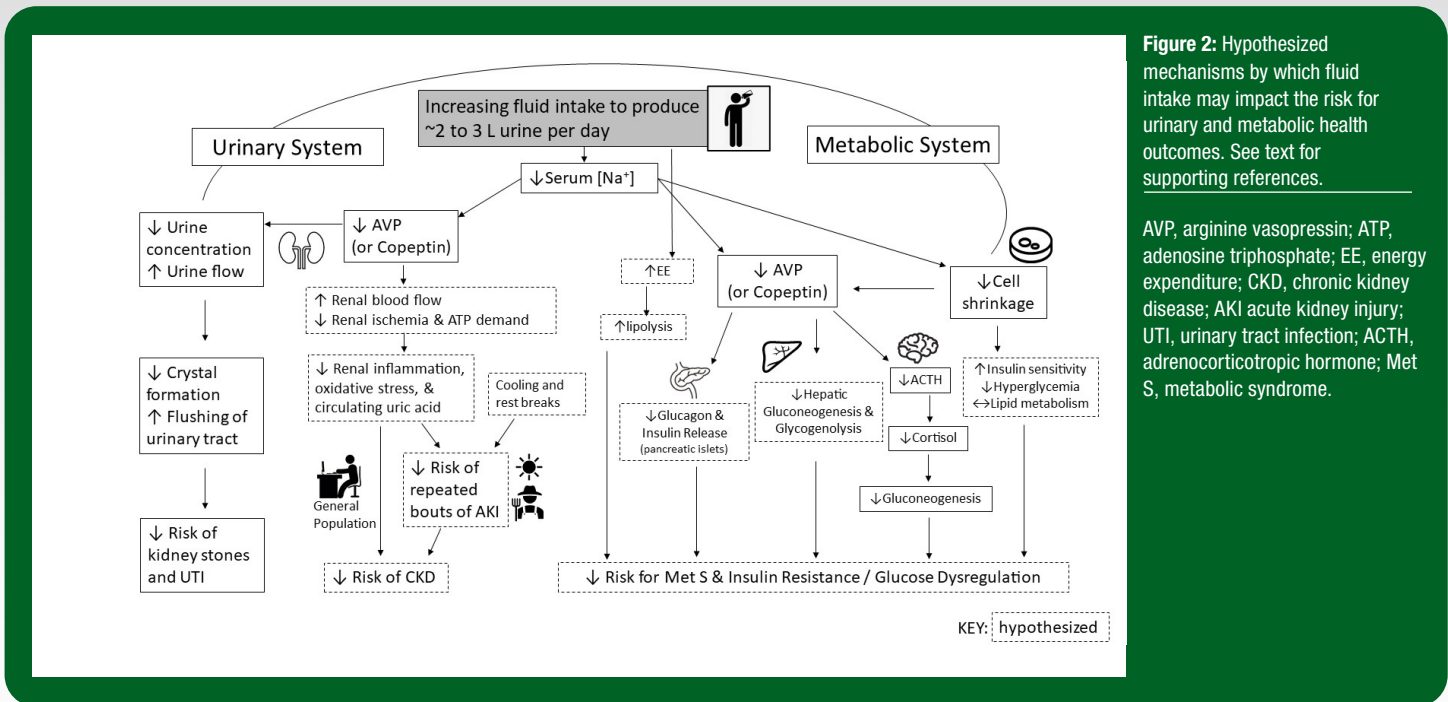 Increasing fluid intake to produce
~2 to 3 L urine per day
Urinary System
Metabolic System
↓Serum [Na⁺]
↓ Urine
concentration
↑ Urine flow
↓ AVP
(or Copeptin)
↑EE
↓ AVP
(or Copeptin)
↓Cell
shrinkage
↑ Renal blood flow
↓ Renal ischemia & ATP demand
↑lipolysis
↓ Crystal
formation
↑ Flushing of
urinary tract
↓ Renal inflammation,
oxidative stress, &
circulating uric acid
Cooling and
rest breaks
↓Glucagon &
Insulin Release
(pancreatic islets)
↓Hepatic
Gluconeogenesis &
Glycogenolysis
↓ACTH
↓Cortisol
↓Gluconeogenesis
↑Insulin sensitivity
↓Hyperglycemia
↔Lipid metabolism
General
Population
↓ Risk of
repeated
bouts of AKI
↓ Risk of
kidney stones
and UTI
↓ Risk of CKD
↓ Risk for Met S & Insulin Resistance / Glucose Dysregulation
KEY: hypothesized
Figure 2: Hypothesized
mechanisms by which fluid
intake may impact the risk for
urinary and metabolic health
outcomes. See text for
supporting references.
AVP, arginine vasopressin; ATP,
adenosine triphosphate; EE, energy
expenditure; CKD, chronic kidney
disease; AKI acute kidney injury;
UTI, urinary tract infection; ACTH,
adrenocorticotropic hormone; Met
S, metabolic syndrome.